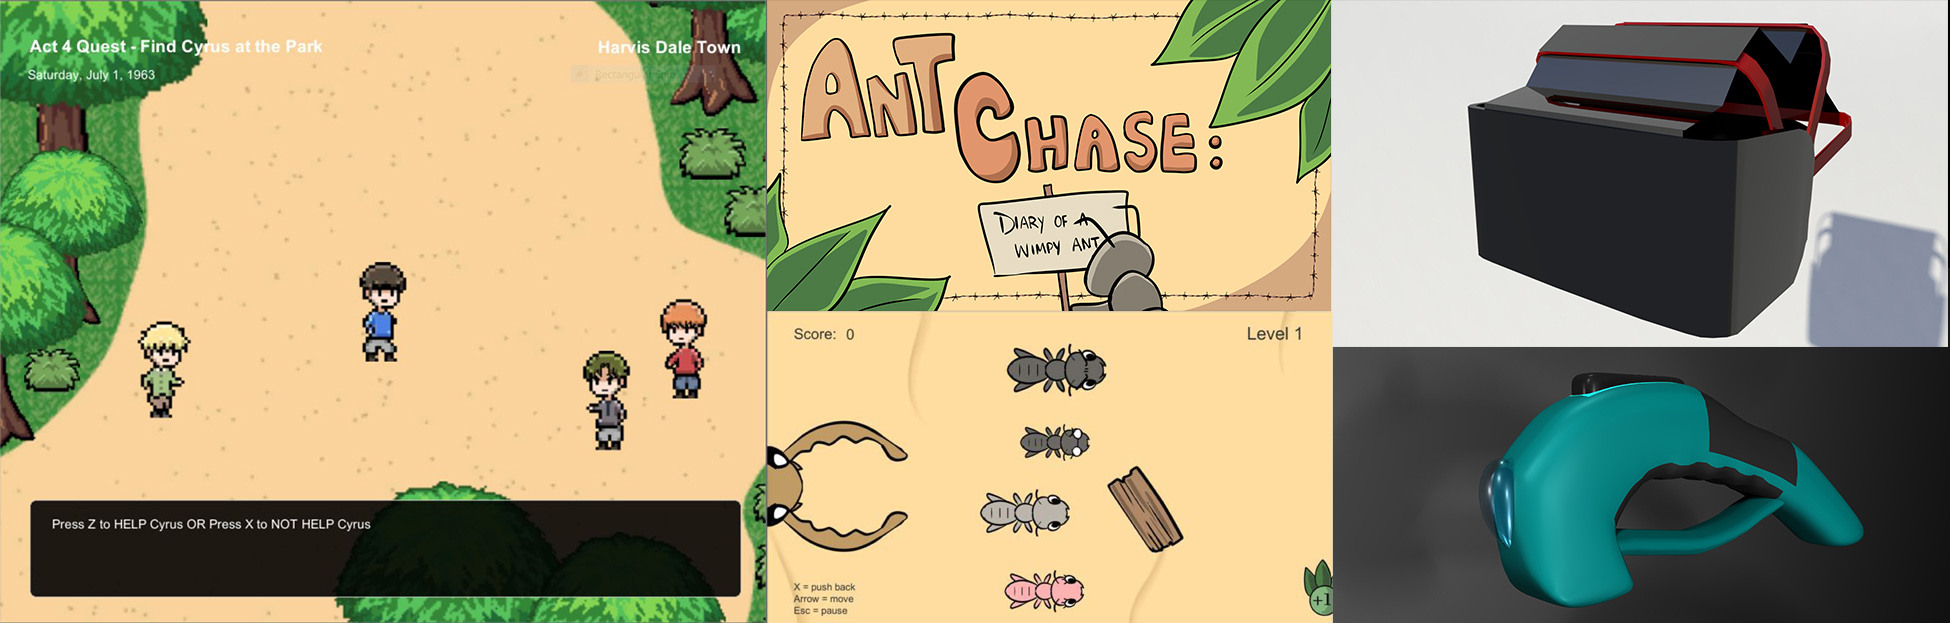 Act 4 Quest - Find Cyrus at the Park
Saturday, July 1, 1963
Harvis Dale Town
Press Z to HELP Cyrus OR Press X to NOT HELP Cyrus
ANT
CHASE:
DIARY OF A
WIMPY ANT
Score: 0
Level 1
X = push back
Arrow = move
Esc = pause
+1